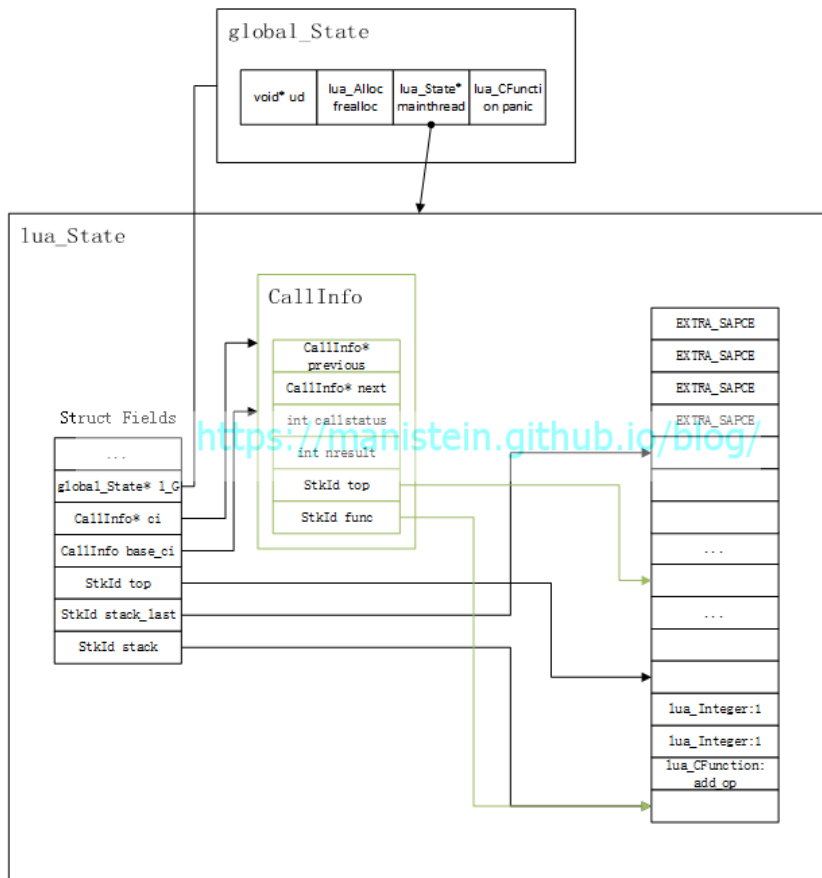 global_State
void* ud
lua_Alloc
frealloc
lua_State*
mainthread
lua_CFuncti
on panic
lua_State
CallInfo
CallInfo*
previous
CallInfo* next
int callstatus
int nresult
StkId top
StkId func
Struct Fields
...
global_State* l_G
CallInfo* ci
CallInfo base_ci
StkId top
StkId stack_last
StkId stack
EXTRA_SAPCE
EXTRA_SAPCE
EXTRA_SAPCE
EXTRA_SAPCE
...
...
lua_Integer:1
lua_Integer:1
lua_CFunction:
add_op
https://manistein.github.io/blog/